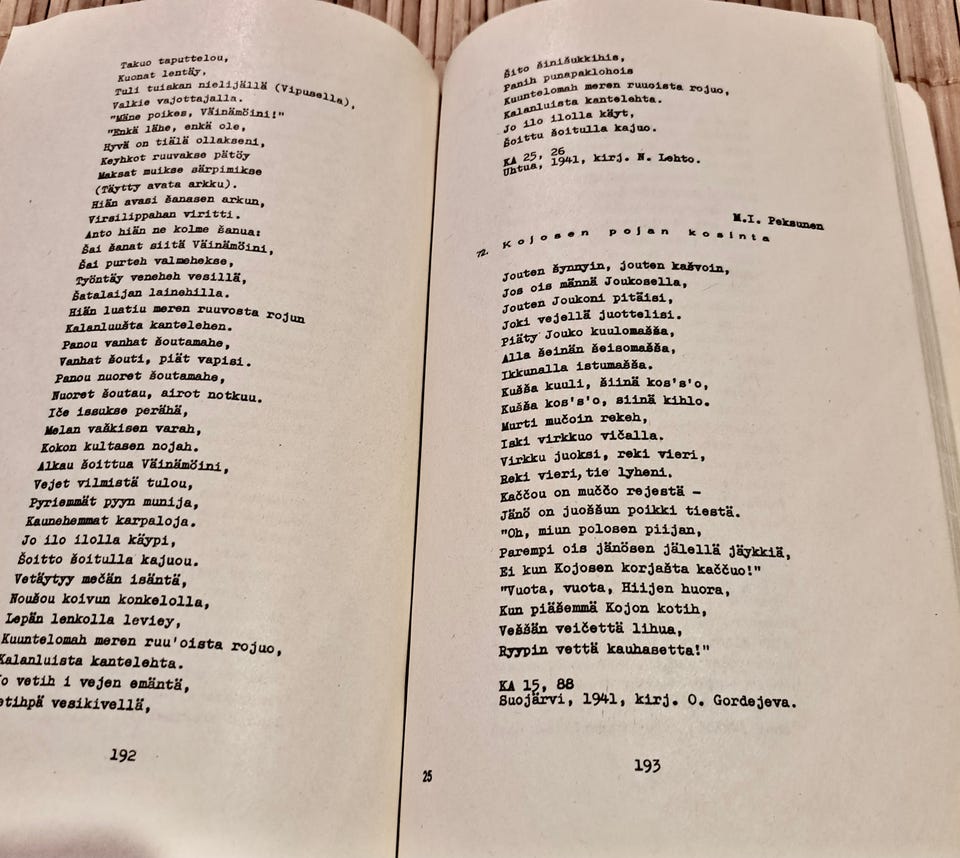 Takuo taputtelou,
Kuonat lentäy,
Tuli tuiskan nielijällä (Vipusella),
Valkie vajottajalla.
"Mäne poikes, Väinämöini!"
"Enkä lähe, enkä ole,
Hyvä on tiälä ollakseni,
Keyhkot ruuvakse pätöy
Maksat muikse särpimikse
(Täytty avata arkku).
Hiän avasi šanasen arkun,
Virsilippahan viritti.
Anto hiän ne kolme šanua:
Šai šanat siitä Väinämöini,
Šai purteh valmehekse,
Työntäy veneheh vesillä,
Šatalaijan lainehilla.
Hiän luatiu meren ruuvosta rojun
Kalanluušta kantelehen.
Panou vanhat šoutamahe,
Vanhat šouti, piät vapisi.
Panou nuoret šoutamahe,
Nuoret šoutau, airot notkuu.
Iče issukse perähä,
Melan vaškisen varah,
Kokon kultasen nojah.
Alkau šoittua Väinämöini,
Vejet vilmistä tulou,
Pyriemmät pyyn munija,
Kaunehemmat karpaloja.
Jo ilo ilolla käypi,
Šoitto šoitulla kajuou.
Vetäytyy mečän isäntä,
Noušou koivun konkelolla,
Lepän lenkolla leviey,
Kuuntelomah meren ruu'oista rojuo,
Kalanluista kantelehta.
o vetih i vejen emäntä,
etihpä vesikivellä,
192
Šito šinišukkihis,
Panih punapaklohois
Kuuntelomah meren ruuoista rojuo,
Kalanluista kantelehta.
Jo ilo ilolla käyt,
Šoittu šoitulla kajuo.
KA 25, 26
Uhtua, 1941, kirj. N. Lehto.
M.I. Peksunen
72. Kojosen pojan kosinta
Jouten šynnyin, jouten kašvoin,
Jos ois männä Joukosella,
Jouten Joukoni pitäisi,
Joki vejellä juottelisi.
Piäty Jouko kuulomašša,
Alla šeinän šeisomašša,
Ikkunalla istumašša.
Kušša kuuli, šiinä kos's'o,
Kušša kos's'o, siinä kihlo.
Murti mučoin rekeh,
Iski virkkuo vičalla.
Virkku juoksi, reki vieri,
Reki vieri, tie lyheni.
Kaččou on muččo rejestä –
Jänö on juoššun poikki tiestä.
"Oh, miun polosen piijan,
Parempi ois jänösen jälellä jäykkiä,
Ei kun Kojosen korjašta kaččuo!"
"Vuota, vuota, Hiijen huora,
Kun piäšemmä Kojon kotih,
Veššän veičettä lihua,
Ryypin vettä kauhasetta!"
KA 15, 88
Suojärvi, 1941, kirj. O. Gordejeva.
25
193